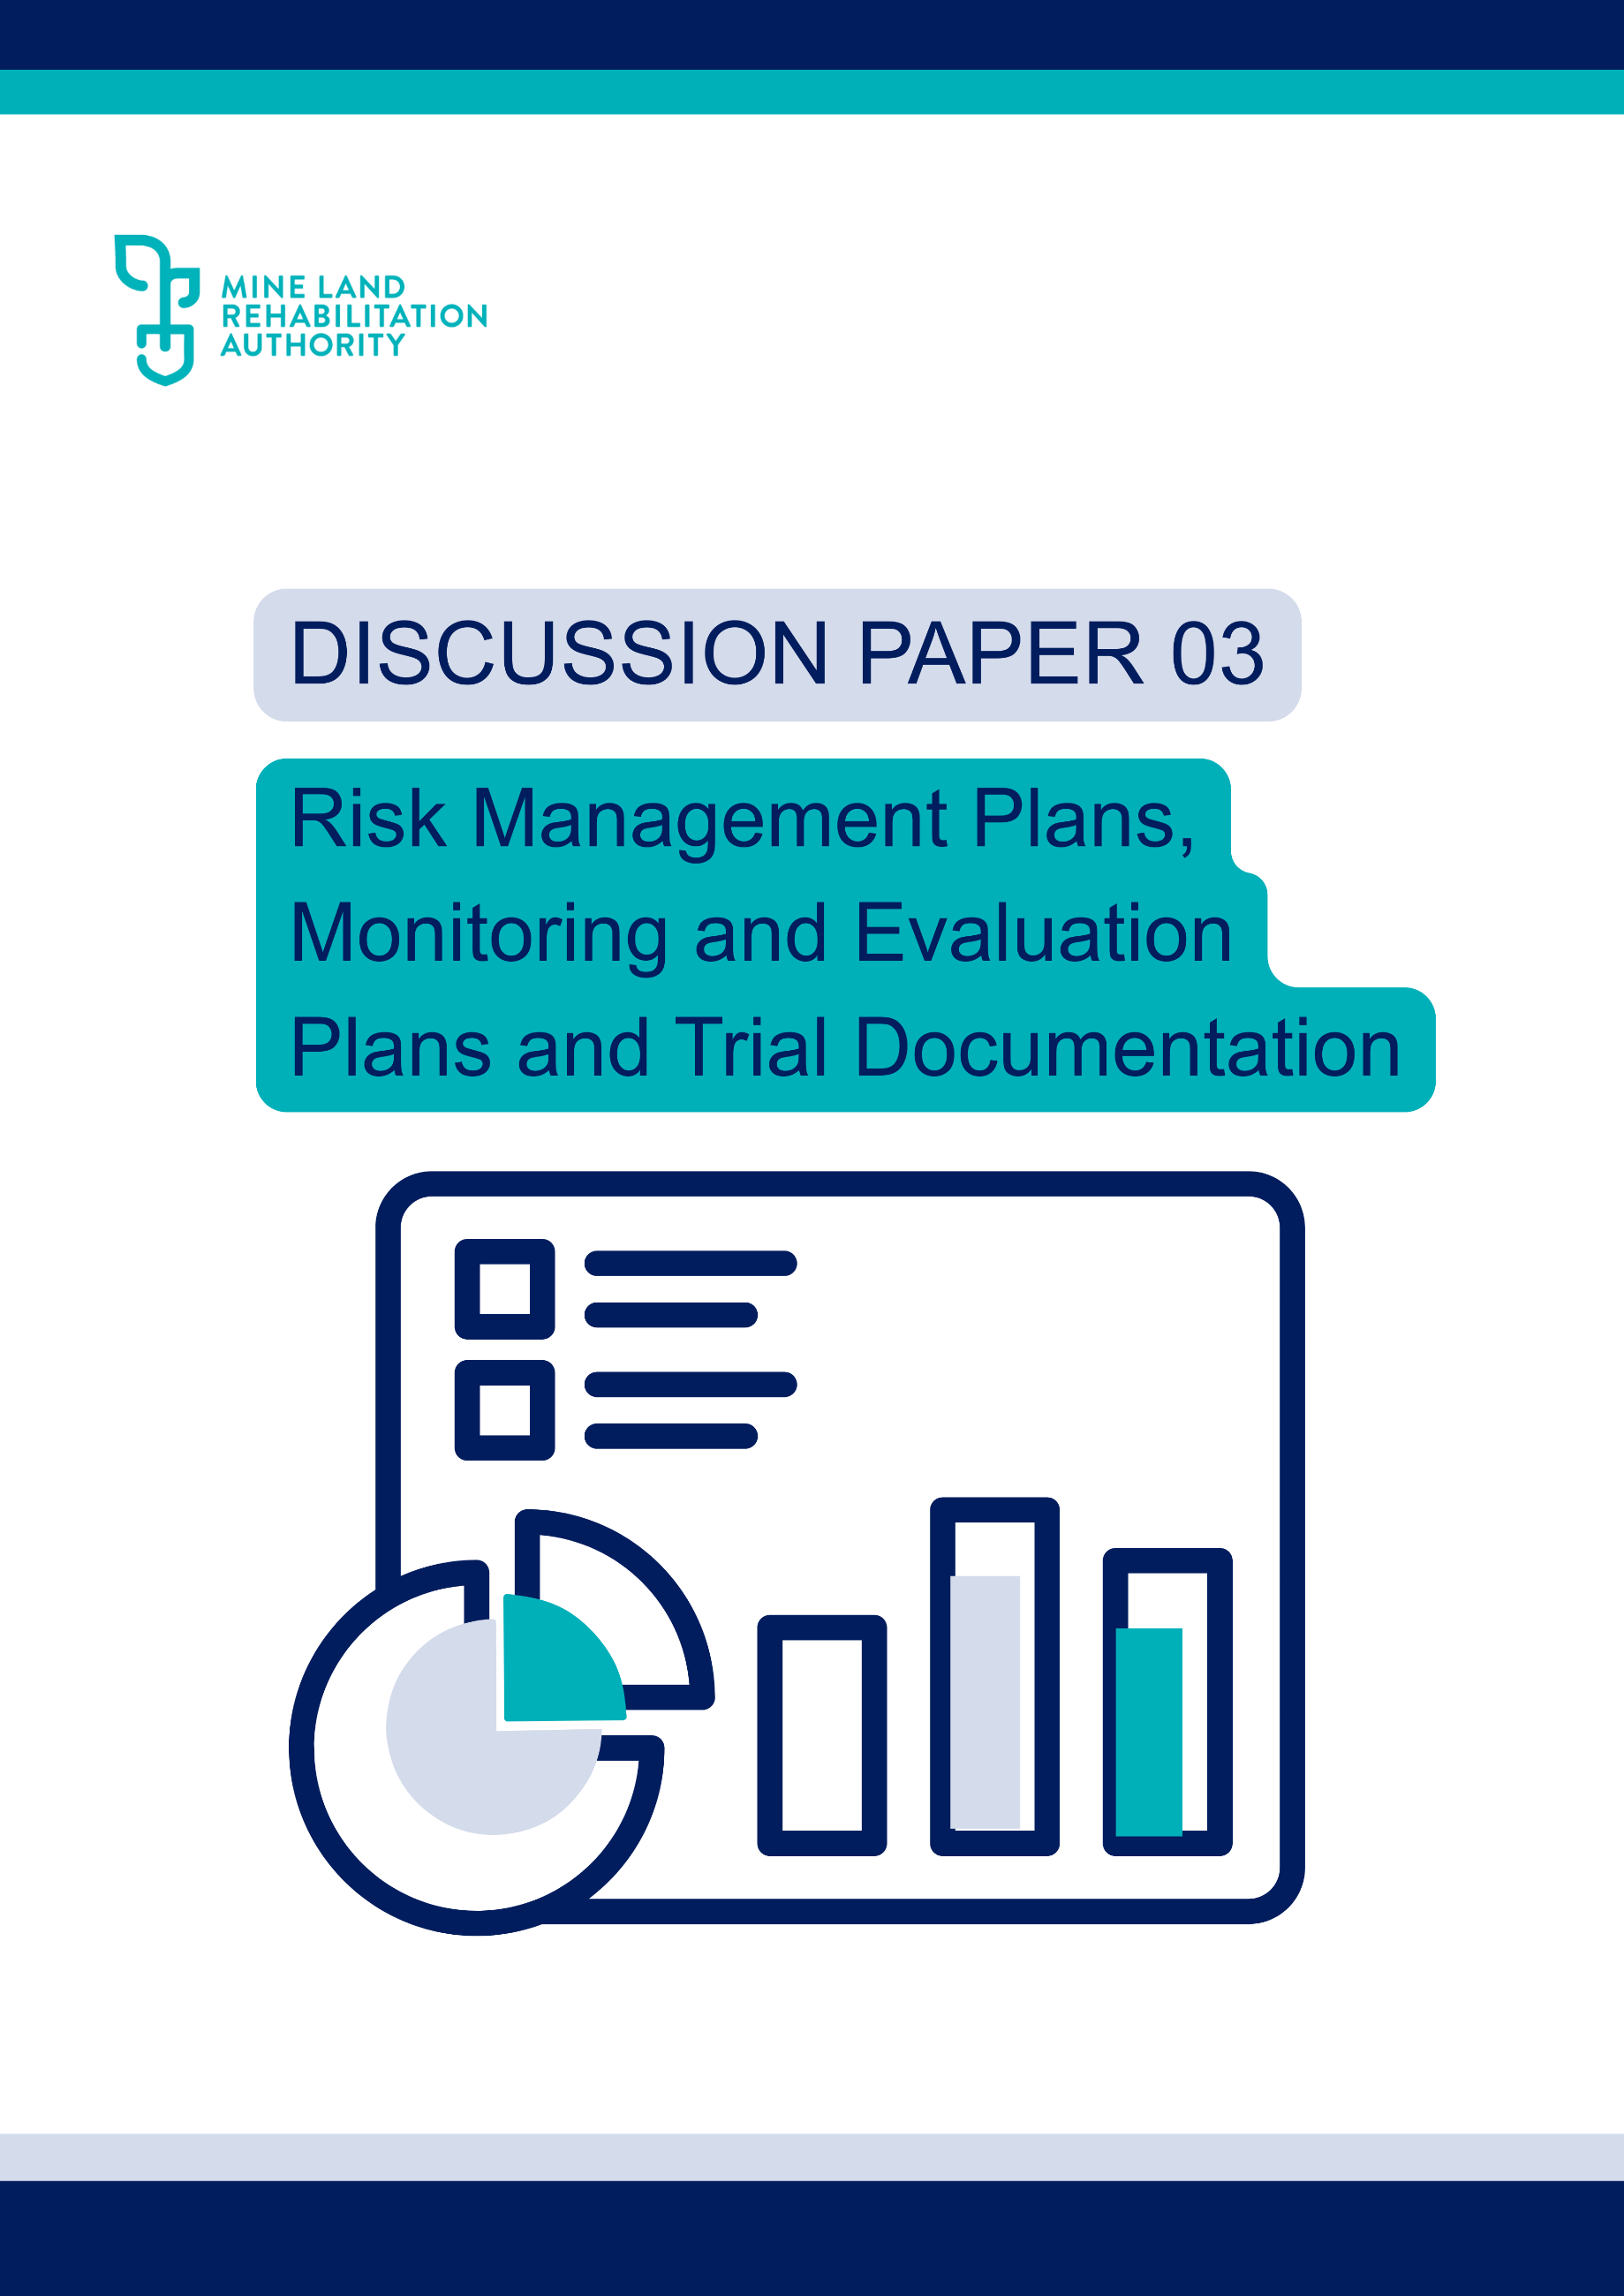 MINE LAND
REHABILITATION
AUTHORITY
DISCUSSION PAPER 03
Risk Management Plans,
Monitoring and Evaluation
Plans and Trial Documentation